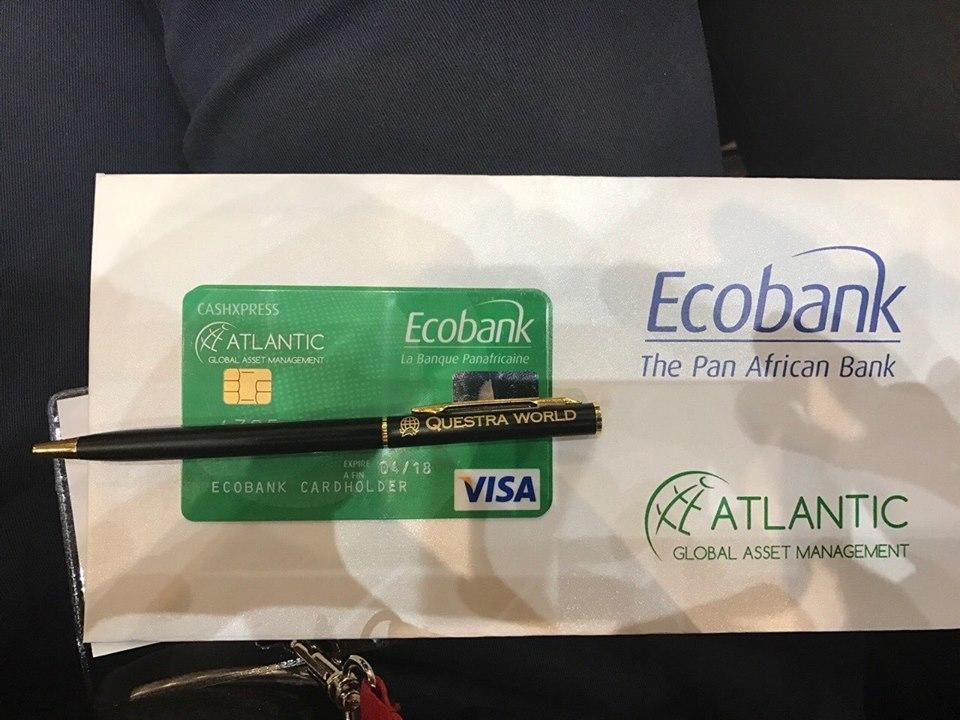 CASHXPRESS
ATLANTIC
GLOBAL ASSET MANAGEMENT
Ecobank
La Banque Panafricaine
QUESTRA WORLD
EXPIRE
A FIN
04/18
ECOBANK CARDHOLDER
VISA
Ecobank
The Pan African Bank
ATLANTIC
GLOBAL ASSET MANAGEMENT